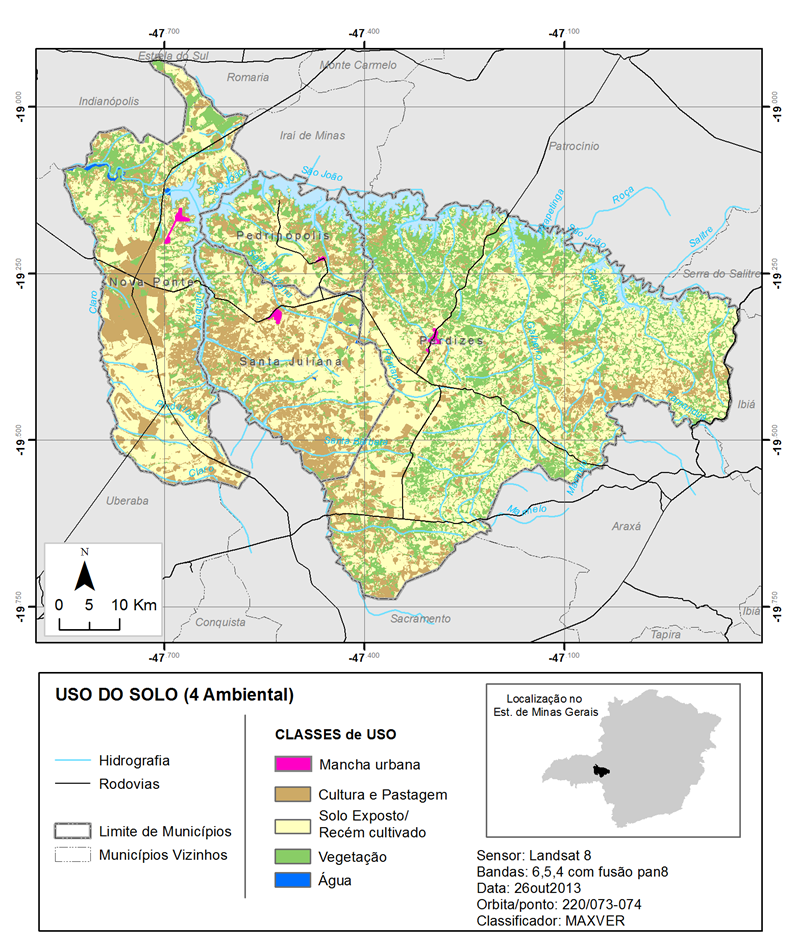 -47.700 -47.400 -47.100
Estrela do Sul
Monte Carmelo
Romaria
Indianópolis
-19.000 -19.000
Iraí de Minas
Patrocínio
São João
São João
Roça
São João
Salitre
Pedrinópolis
-19.250 Serra do Salitre -19.250
Nova Ponte
Claro
Perdizes
Santa Juliana
Ibiá
-19.500 -19.500
Claro
Uberaba
Araxá
N
0 5 10 Km
-19.750 Ibiá -19.750
Conquista
Sacramento
Tapira
-47.700 -47.400 -47.100
USO DO SOLO (4 Ambiental)
Hidrografia
Rodovias
Limite de Municípios
Municípios Vizinhos
CLASSES de USO
Mancha urbana
Cultura e Pastagem
Solo Exposto/
Recém cultivado
Vegetação
Água
Localização no
Est. de Minas Gerais
Sensor: Landsat 8
Bandas: 6,5,4 com fusão pan8
Data: 26out2013
Orbita/ponto: 220/073-074
Classificador: MAXVER